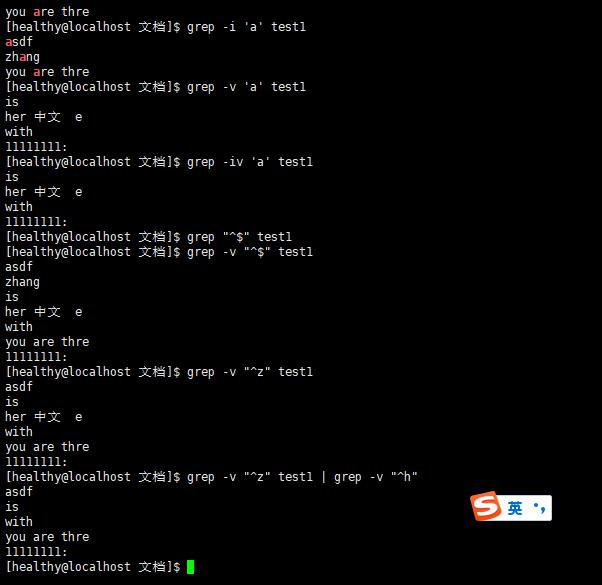 you are thre
[healthy@localhost 文档]$ grep -i 'a' test1
asdf
zhang
you are thre
[healthy@localhost 文档]$ grep -v 'a' test1
is
her 中文  e
with
11111111:
[healthy@localhost 文档]$ grep -iv 'a' test1
is
her 中文  e
with
11111111:
[healthy@localhost 文档]$ grep "^$" test1
[healthy@localhost 文档]$ grep -v "^$" test1
asdf
zhang
is
her 中文  e
with
you are thre
11111111:
[healthy@localhost 文档]$ grep -v "^z" test1
asdf
is
her 中文  e
with
you are thre
11111111:
[healthy@localhost 文档]$ grep -v "^z" test1 | grep -v "^h"
asdf
is
with
you are thre
11111111:
[healthy@localhost 文档]$
S 英 •,